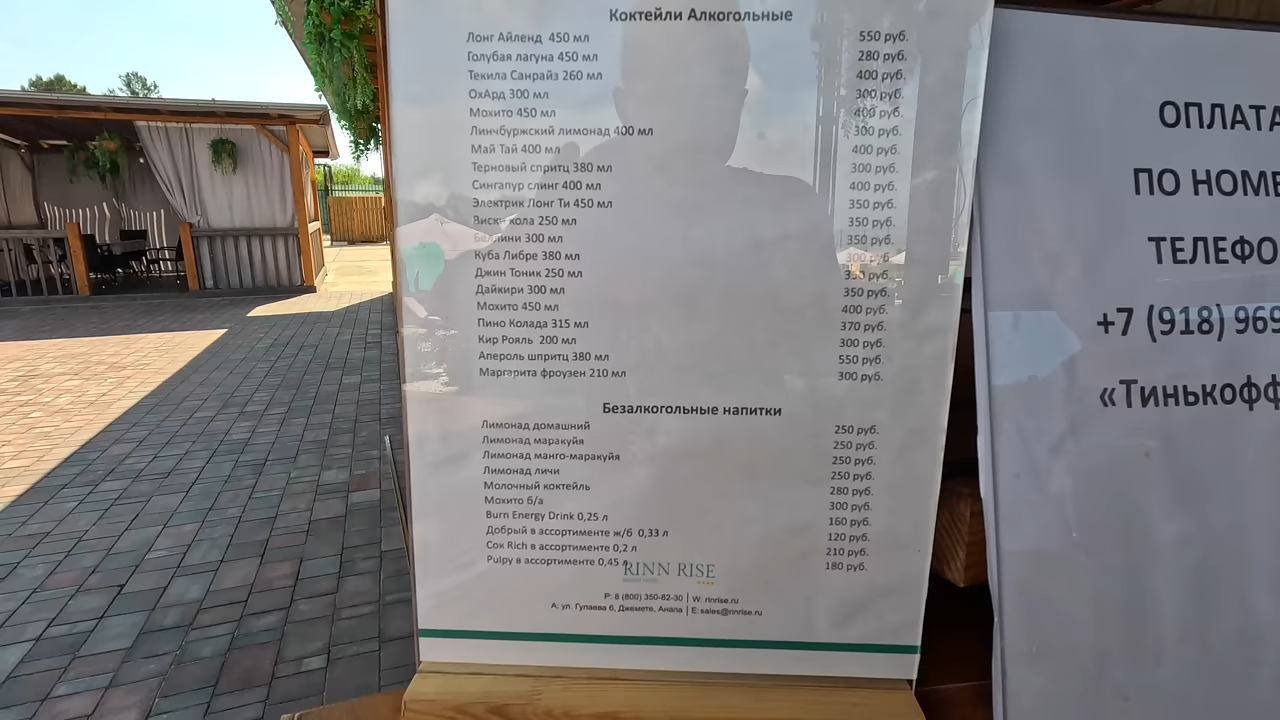 Коктейли Алкогольные
Лонг Айленд 450 мл 550 руб.
Голубая лагуна 450 мл 280 руб.
Текила Санрайз 260 мл 400 руб.
ОхАрд 300 мл 300 руб.
Мохито 450 мл 400 руб.
Линчбуржский лимонад 400 мл 300 руб.
Май Тай 400 мл 400 руб.
Терновый спритц 380 мл 300 руб.
Сингапур слинг 400 мл 400 руб.
Электрик Лонг Ти 450 мл 350 руб.
Виски кола 250 мл 350 руб.
Беллини 300 мл 350 руб.
Куба Либре 380 мл 300 руб.
Джин Тоник 250 мл 350 руб.
Дайкири 300 мл 350 руб.
Мохито 450 мл 400 руб.
Пино Колада 315 мл 370 руб.
Кир Рояль 200 мл 300 руб.
Апероль шпритц 380 мл 550 руб.
Маргарита фроузен 210 мл 300 руб.
Безалкогольные напитки
Лимонад домашний 250 руб.
Лимонад маракуйя 250 руб.
Лимонад манго-маракуйя 250 руб.
Лимонад личи 250 руб.
Молочный коктейль 280 руб.
Мохито б/а 300 руб.
Burn Energy Drink 0,25 л 160 руб.
Добрый в ассортименте ж/б 0,33 л 120 руб.
Сок Rich в ассортименте 0,2 л 210 руб.
Pulpy в ассортименте 0,45 л 180 руб.
RINN RISE
P: 8 (800) 350-82-30 | W: rinrise.ru
A: ул. Гулаева 6, Джемете, Анапа | E: sales@rinrise.ru
ОПЛАТА
ПО НОМЕ
ТЕЛЕФО
+7 (918) 969
«Тинькофф